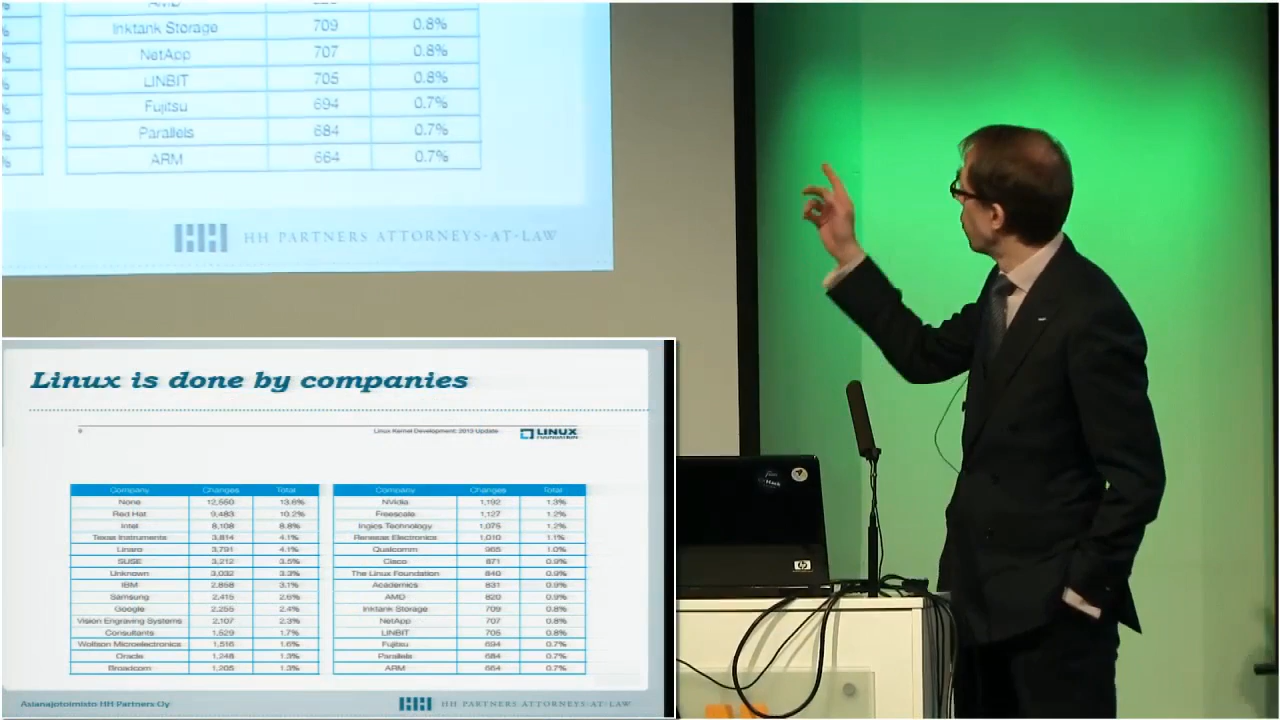 %
AMD
% Inktank Storage 709 0.8%
% NetApp 707 0.8%
% LINBIT 705 0.8%
% Fujitsu 694 0.7%
% Parallels 684 0.7%
% ARM 664 0.7%
HH PARTNERS ATTORNEYS-AT-LAW
Linux is done by companies
Linux Kernel Development: 2013 Update LINUX FOUNDATION
Company Changes Total Company Changes Total
None 12,550 13.6% NVidia 1,192 1.3%
Red Hat 9,483 10.2% Freescale 1,127 1.2%
Intel 8,108 8.8% Ingics Technology 1,075 1.2%
Texas Instruments 3,814 4.1% Renesas Electronics 1,010 1.1%
Linaro 3,791 4.1% Qualcomm 965 1.0%
SUSE 3,212 3.5% Cisco 871 0.9%
Unknown 3,032 3.3% The Linux Foundation 840 0.9%
IBM 2,858 3.1% Academics 831 0.9%
Samsung 2,415 2.6% AMD 820 0.9%
Google 2,255 2.4% Inktank Storage 709 0.8%
Vision Engraving Systems 2,107 2.3% NetApp 707 0.8%
Consultants 1,529 1.7% LINBIT 705 0.8%
Wolfson Microelectronics 1,516 1.6% Fujitsu 694 0.7%
Oracle 1,248 1.3% Parallels 684 0.7%
Broadcom 1,205 1.3% ARM 664 0.7%
Asianajotoimisto HH Partners Oy HH PARTNERS ATTORNEYS-AT-LAW
hp